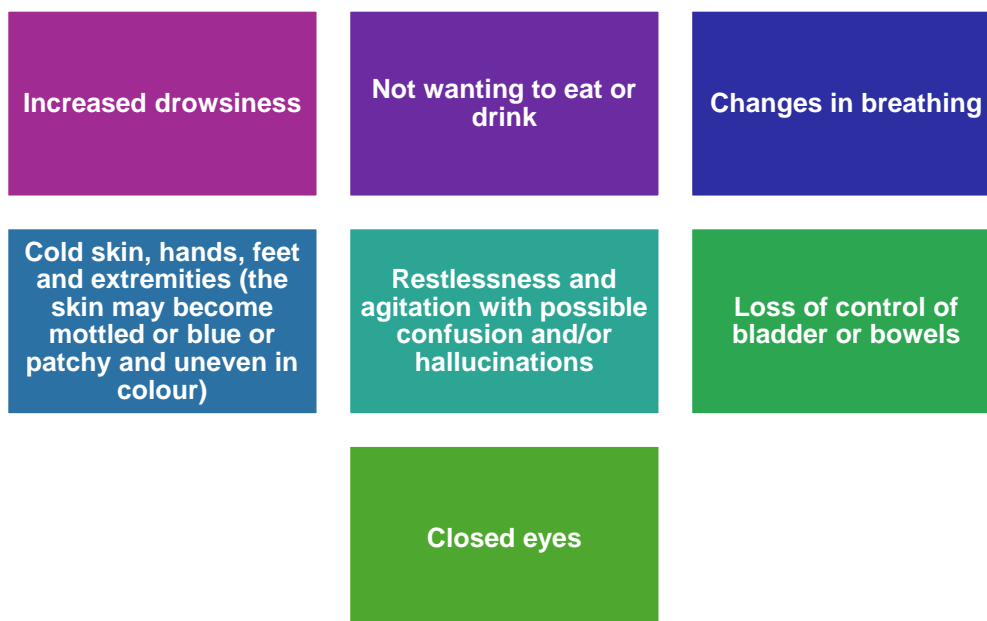 Increased drowsiness
Not wanting to eat or
drink
Changes in breathing
Cold skin, hands, feet
and extremities (the
skin may become
mottled or blue or
patchy and uneven in
colour)
Restlessness and
agitation with possible
confusion and/or
hallucinations
Loss of control of
bladder or bowels
Closed eyes